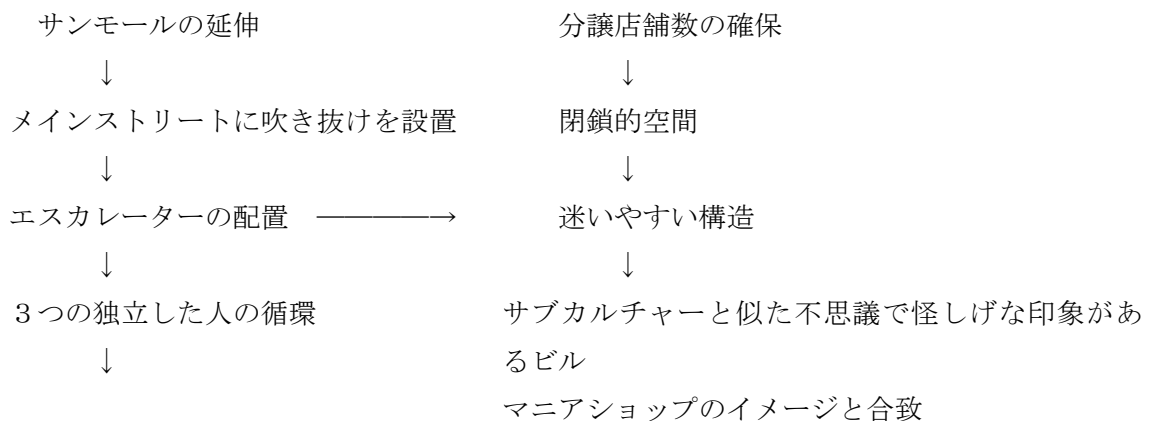 サンモールの延伸　　　　　　　　　　分譲店舗数の確保
↓　　　　　　　　　　　　　　　　　↓
メインストリートに吹き抜けを設置　　　閉鎖的空間
↓　　　　　　　　　　　　　　　　　↓
エスカレーターの配置　─────→　　　迷いやすい構造
↓　　　　　　　　　　　　　　　　　↓
３つの独立した人の循環　　　　　　　サブカルチャーと似た不思議で怪しげな印象があ
↓　　　　　　　　　　　　　　　　　るビル
マニアショップのイメージと合致